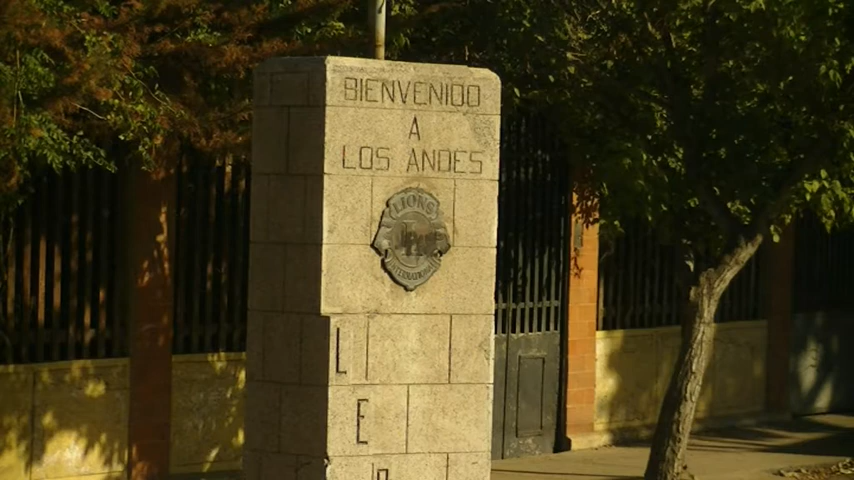 BIENVENIDO
A
LOS ANDES
LIONS
L
INTERNATIONAL
L
E